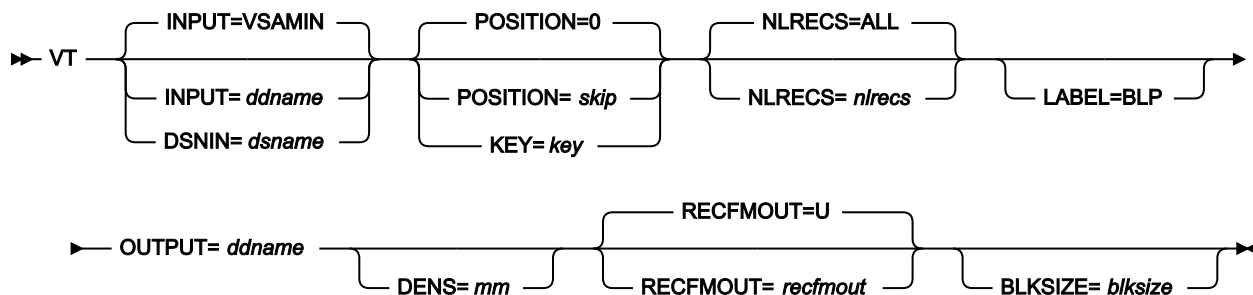 INPUT=VSAMIN POSITION=0 NLRECS=ALL
VT
INPUT= ddname POSITION= skip NLRECS= nlrecs LABEL=BLP
DSNIN= dsname KEY= key
RECFMOUT=U
OUTPUT= ddname
DENS= mm RECFMOUT= recfmout BLKSIZE= blksize